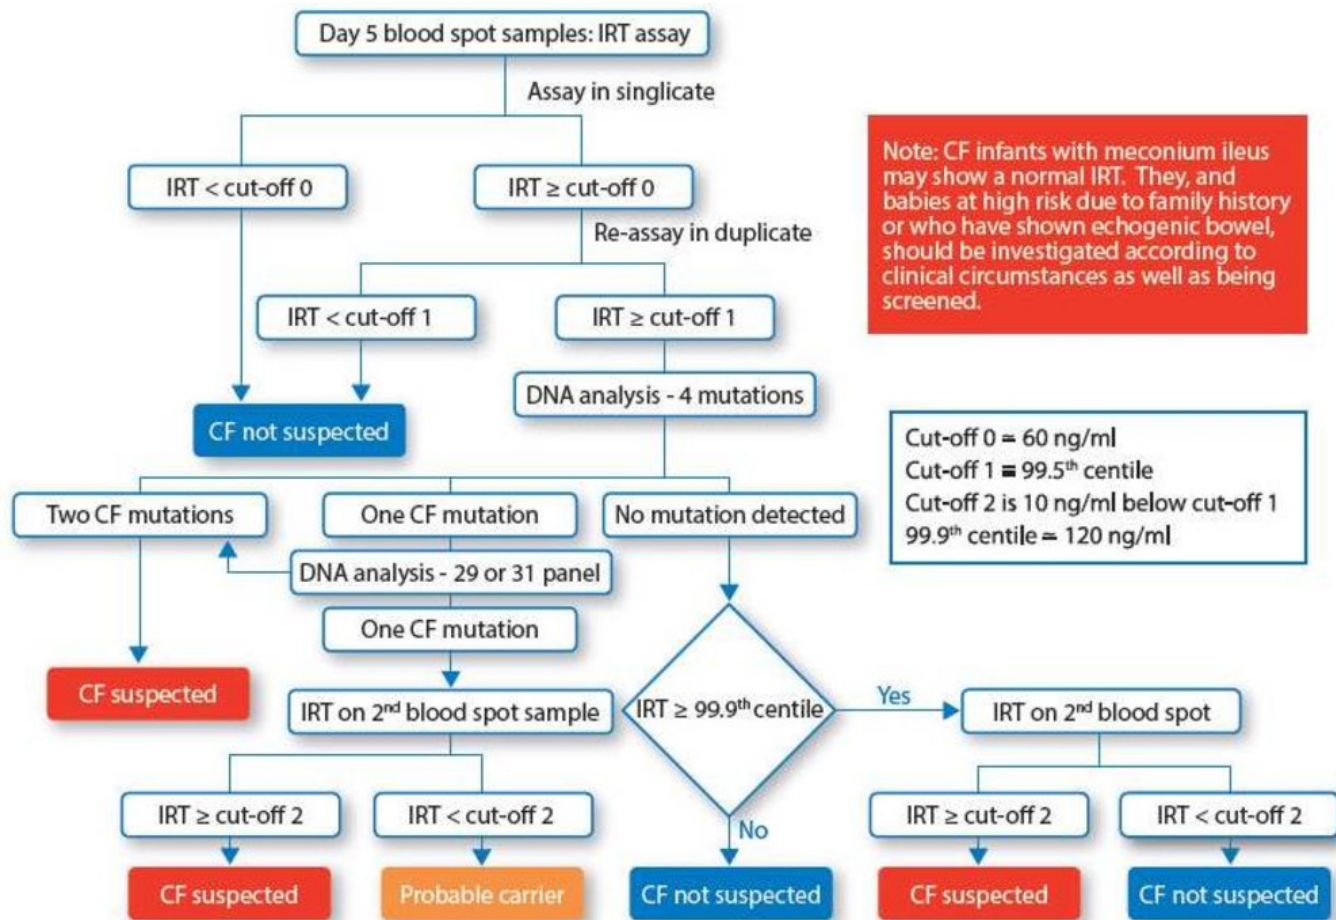 Day 5 blood spot samples: IRT assay
Assay in singlicate
IRT < cut-off 0
IRT ≥ cut-off 0
Re-assay in duplicate
IRT < cut-off 1
IRT ≥ cut-off 1
DNA analysis - 4 mutations
CF not suspected
Note: CF infants with meconium ileus
may show a normal IRT. They, and
babies at high risk due to family history
or who have shown echogenic bowel,
should be investigated according to
clinical circumstances as well as being
screened.
Cut-off 0 ≃ 60 ng/ml
Cut-off 1 ≡ 99.5th centile
Cut-off 2 is 10 ng/ml below cut-off 1
99.9th centile ≃ 120 ng/ml
Two CF mutations
One CF mutation
No mutation detected
DNA analysis - 29 or 31 panel
One CF mutation
CF suspected
IRT on 2nd blood spot sample
IRT ≥ 99.9th centile
Yes
IRT on 2nd blood spot
IRT ≥ cut-off 2
IRT < cut-off 2
No
IRT ≥ cut-off 2
IRT < cut-off 2
CF suspected
Probable carrier
CF not suspected
CF suspected
CF not suspected